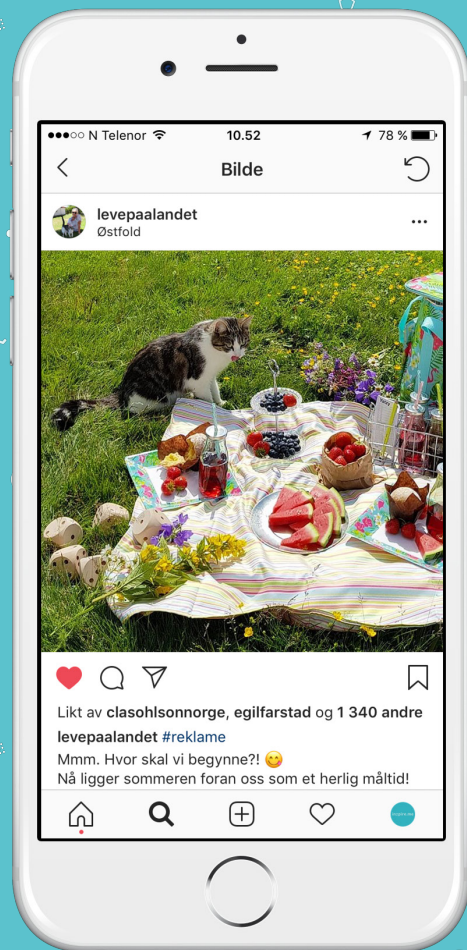 N Telenor 10.52 78 %
Bilde
levepaalandet
Østfold
Likt av clasohlsonnorge, egilfarstad og 1 340 andre
levepaalandet #reklame
Mmm. Hvor skal vi begynne?! 😋
Nå ligger sommeren foran oss som et herlig måltid!